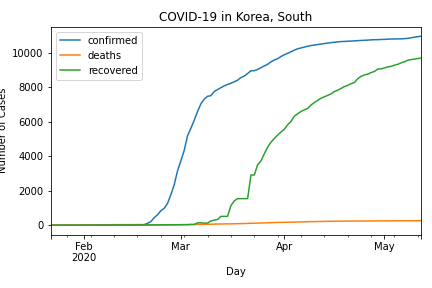 COVID-19 in Korea, South
confirmed
deaths
recovered
Number of Cases
10000
8000
6000
4000
2000
0
Feb
2020
Mar
Apr
May
Day